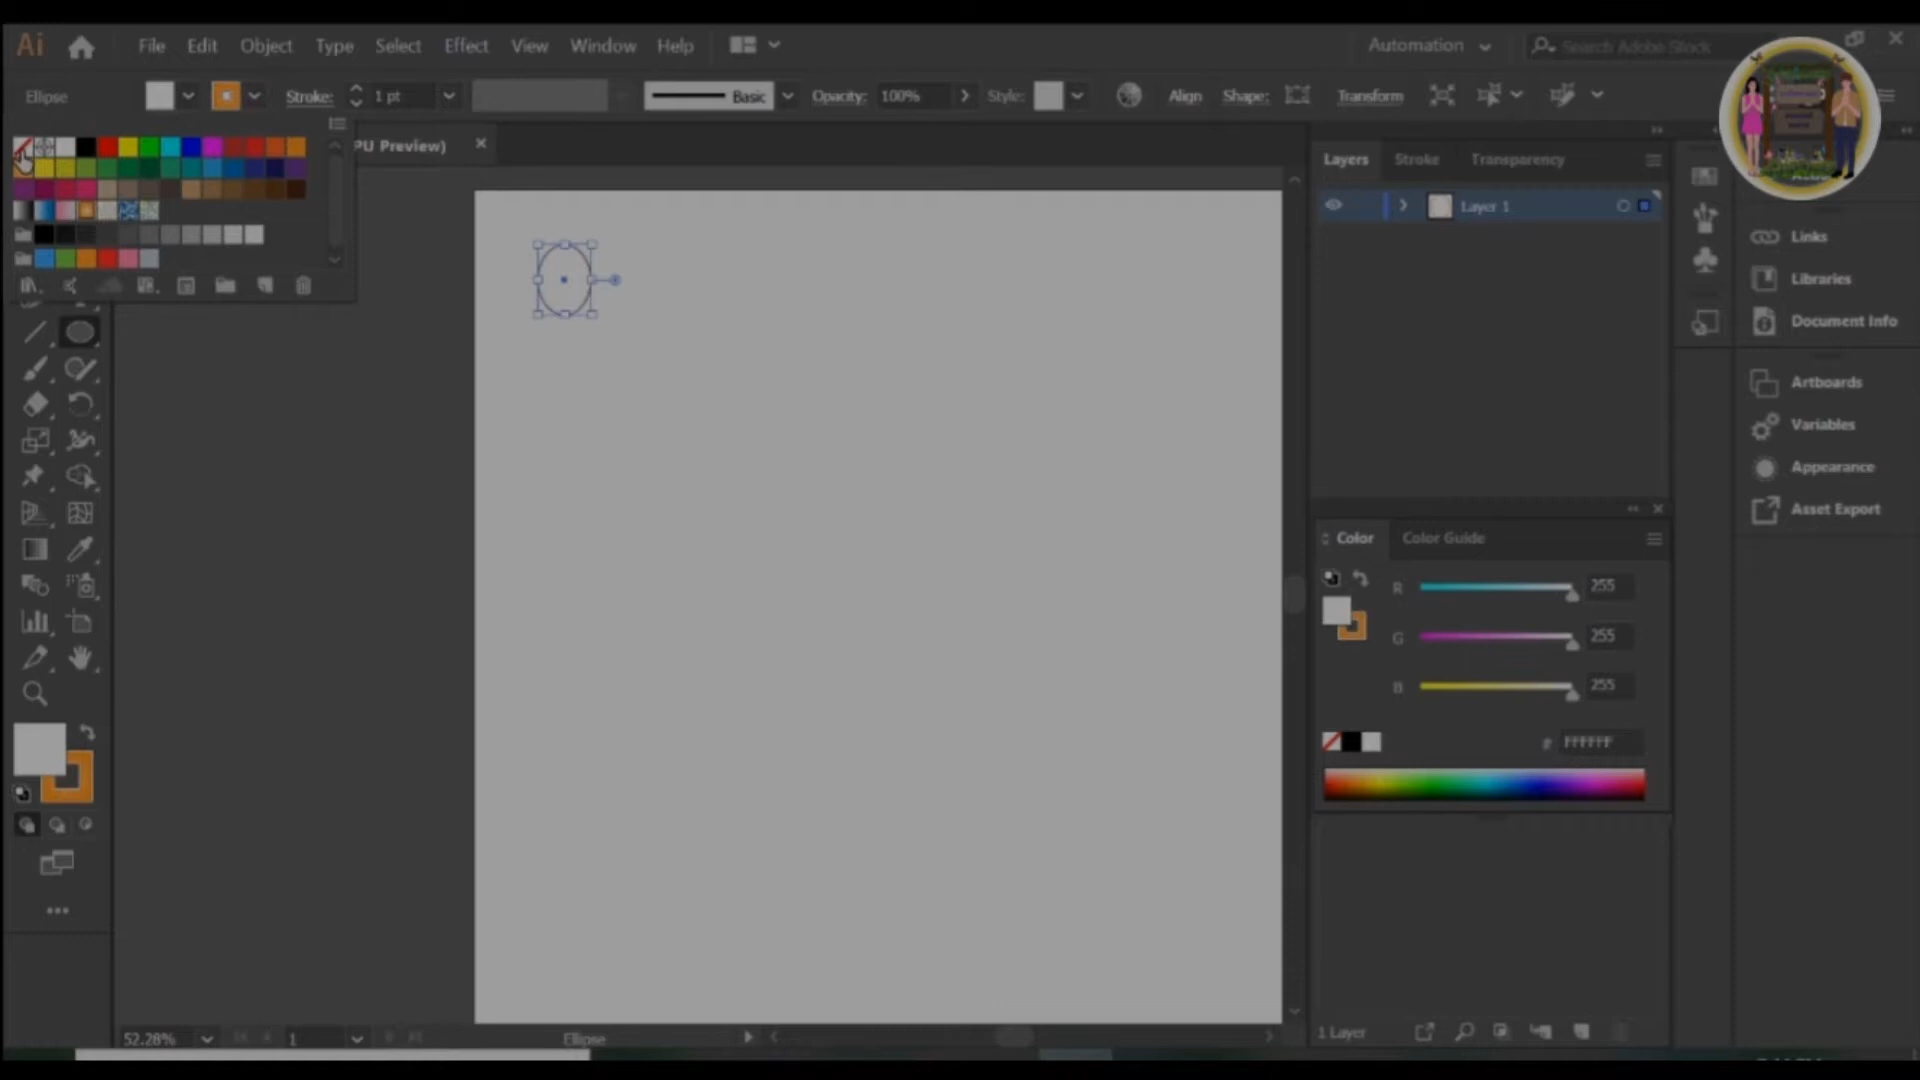 Ai File Edit Object Type Select Effect View Window Help Automation Search Adobe Stock
Ellipse Stroke: 1 pt Basic Opacity: 100% Style: Align Shape: Transform
PU Preview) ×
Layers Stroke Transparency
Layer 1
Links
Libraries
Document Info
Artboards
Variables
Appearance
Asset Export
Color Color Guide
R 255
G 255
B 255
# FFFFFF
1 Layer
52.28% 1 Ellipse